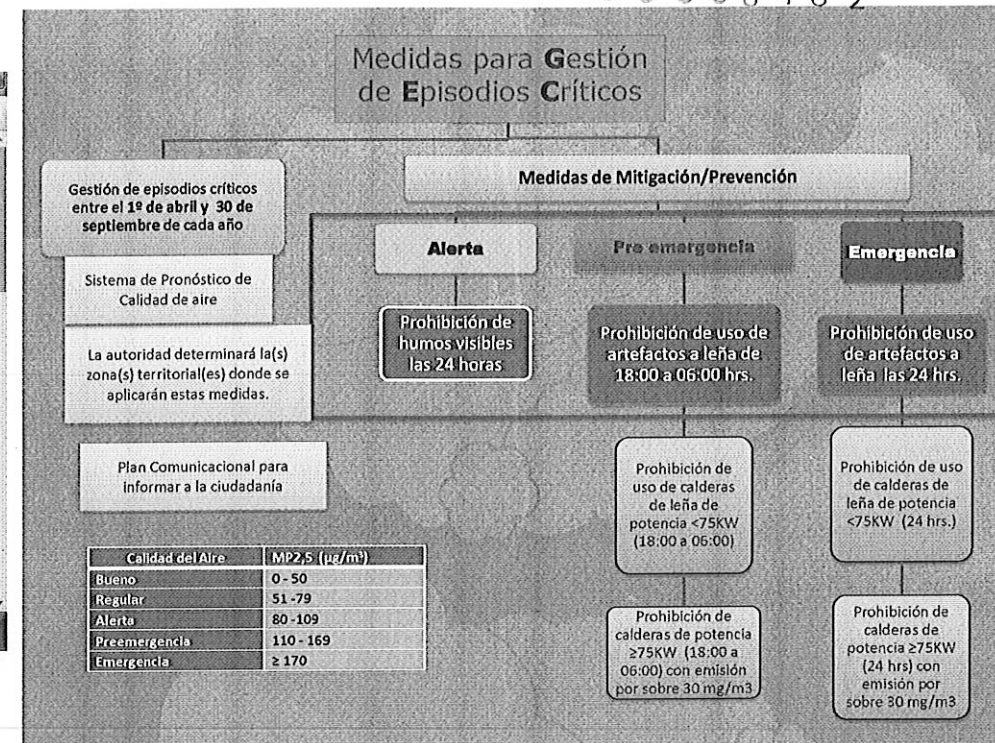 Medidas para Gestión
de Episodios Críticos
Gestión de episodios críticos
entre el 1º de abril y 30 de
septiembre de cada año
Sistema de Pronóstico de
Calidad de aire
La autoridad determinará la(s)
zona(s) territorial(es) donde se
aplicarán estas medidas.
Plan Comunicacional para
informar a la ciudadanía
Calidad del Aire MP2,5 (µg/m³)
Bueno 0 - 50
Regular 51 -79
Alerta 80 -109
Preemergencia 110 - 169
Emergencia ≥ 170
Medidas de Mitigación/Prevención
Alerta
Prohibición de
humos visibles
las 24 horas
Pre emergencia
Prohibición de uso de
artefactos a leña de
18:00 a 06:00 hrs.
Prohibición de
uso de calderas
de leña de
potencia <75KW
(18:00 a 06:00)
Prohibición de
calderas de potencia
≥75KW (18:00 a
06:00) con emisión
por sobre 30 mg/m3
Emergencia
Prohibición de uso
de artefactos a
leña las 24 hrs.
Prohibición de uso
de calderas de
leña de potencia
<75KW (24 hrs.)
Prohibición de
calderas de
potencia ≥75KW
(24 hrs) con
emisión por
sobre 30 mg/m3